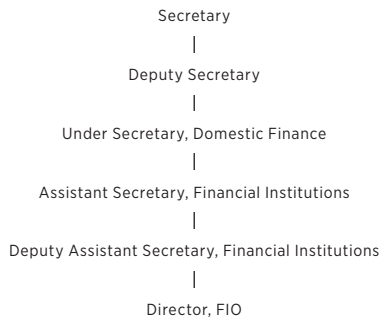 Secretary
Deputy Secretary
Under Secretary, Domestic Finance
Assistant Secretary, Financial Institutions
Deputy Assistant Secretary, Financial Institutions
Director, FIO